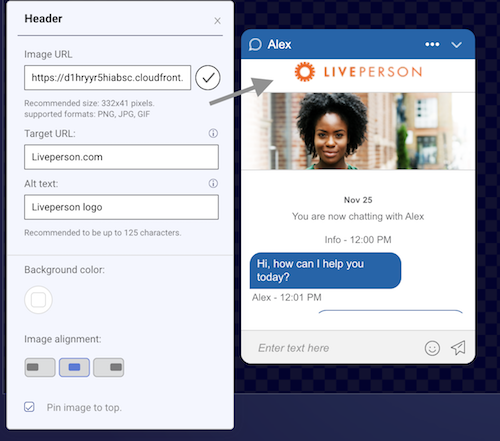 Header
x
Image URL
https://d1hryyr5hiabsc.cloudfront.
Recommended size: 332x41 pixels.
supported formats: PNG, JPG, GIF
Target URL:
Liveperson.com
Alt text:
Liveperson logo
Recommended to be up to 125 characters.
Background color:
Image alignment:
Pin image to top.
Alex
LIVEPERSON
Nov 25
You are now chatting with Alex
Info - 12:00 PM
Hi, how can I help you
today?
Alex - 12:01 PM
Enter text here